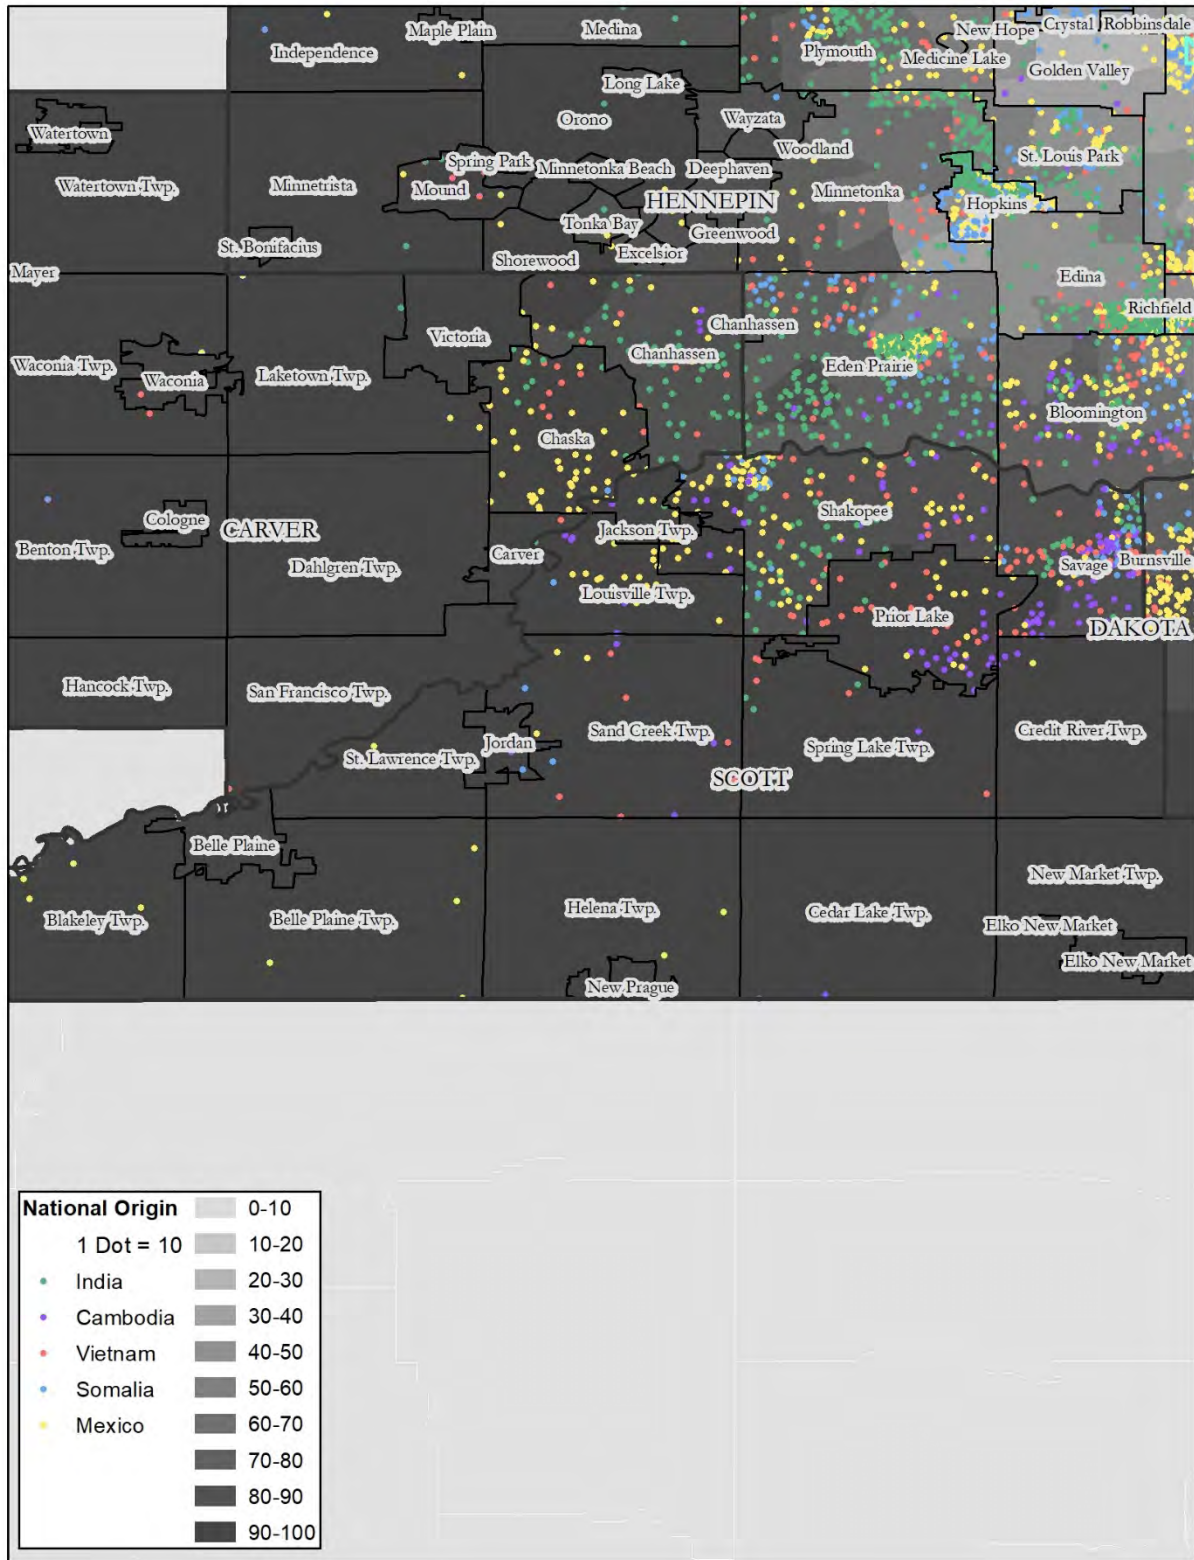 Maple Plain
Medina
Crystal
Robbinsdale
New Hope
Independence
Plymouth
Medicine Lake
Golden Valley
Long Lake
Orono
Wayzata
Watertown
Woodland
St. Louis Park
Spring Park
Minnetonka Beach
Deephaven
Watertown Twp.
Minnetrista
Mound
Minnetonka
HENNEPIN
Hopkins
Tonka Bay
Greenwood
St. Bonifacius
Excelsior
Shorewood
Mayer
Edina
Richfield
Victoria
Chanhassen
Chanhassen
Waconia Twp.
Waconia
Laketown Twp.
Eden Prairie
Bloomington
Chaska
Cologne
CARVER
Shakopee
Jackson Twp.
Benton Twp.
Carver
Dahlgren Twp.
Savage
Burnsville
Louisville Twp.
Prior Lake
DAKOTA
Hancock Twp.
San Francisco Twp.
Jordan
Sand Creek Twp.
Spring Lake Twp.
Credit River Twp.
St. Lawrence Twp.
SCOTT
Belle Plaine
New Market Twp.
Blakeley Twp.
Belle Plaine Twp.
Helena Twp.
Cedar Lake Twp.
Elko New Market
Elko New Market
New Prague
National Origin
1 Dot = 10
India
Cambodia
Vietnam
Somalia
Mexico
0-10
10-20
20-30
30-40
40-50
50-60
60-70
70-80
80-90
90-100